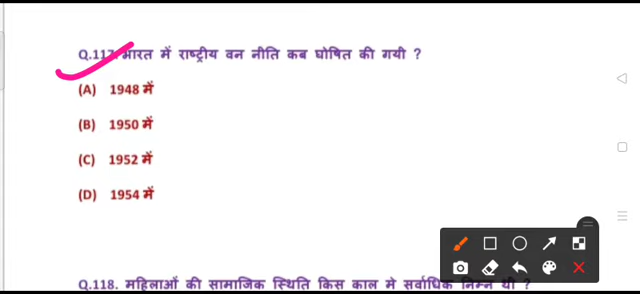 Q.117. भारत में राष्ट्रीय वन नीति कब घोषित की गयी ?
(A) 1948 में
(B) 1950 में
(C) 1952 में
(D) 1954 में
Q.118. महिलाओं की सामाजिक स्थिति किस काल मे सर्वाधिक निम्न थी ?